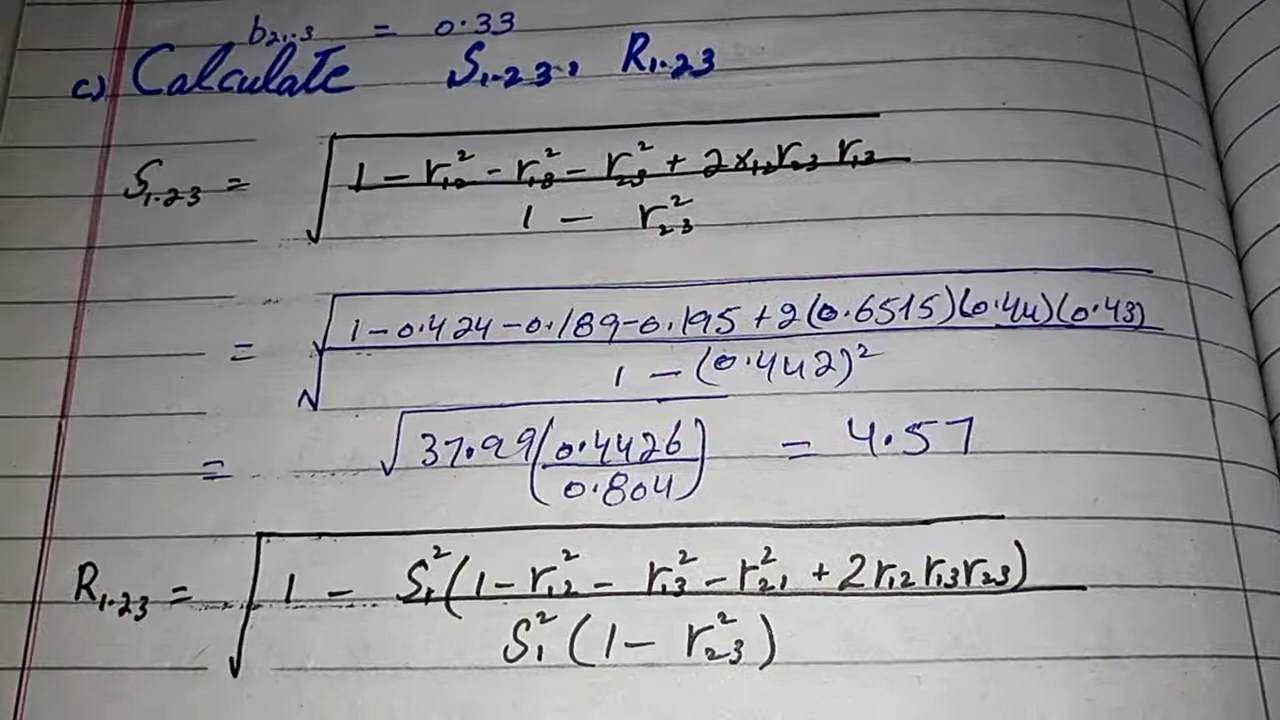 b₂₁.₃ = 0.33
c) Calculate S₁.₂₃, R₁.₂₃
S₁.₂₃ = √(1 - r₁₂² - r₁₃² - r₂₃² + 2r₁₂r₂₃r₁₃
1 - r₂₃²
= √(1-0.424-0.189-0.195+2(0.6515)(0.44)(0.43)
1 - (0.442)²
= √37.99(0.4426/0.804) = 4.57
R₁.₂₃ = √1 - S₁²(1-r₁₂² - r₁₃² - r₂₁² + 2r₁₂r₁₃r₂₃)
S₁²(1 - r₂₃²)